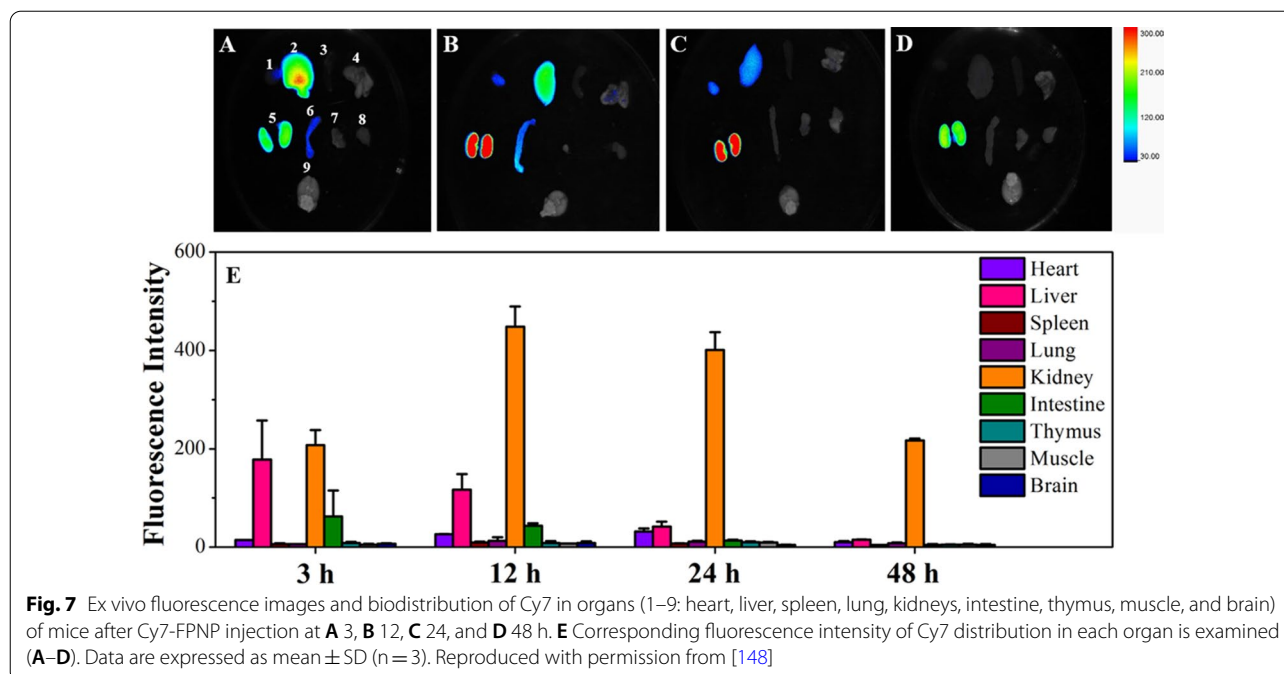 A
B
C
D
1
2
3
4
5
6
7
8
9
300.00
210.00
120.00
30.00
E
Fluorescence Intensity
600
400
200
0
3 h
12 h
24 h
48 h
Heart
Liver
Spleen
Lung
Kidney
Intestine
Thymus
Muscle
Brain
Fig. 7 Ex vivo fluorescence images and biodistribution of Cy7 in organs (1–9: heart, liver, spleen, lung, kidneys, intestine, thymus, muscle, and brain)
of mice after Cy7-FPNP injection at A 3, B 12, C 24, and D 48 h. E Corresponding fluorescence intensity of Cy7 distribution in each organ is examined
(A–D). Data are expressed as mean ± SD (n = 3). Reproduced with permission from [148]